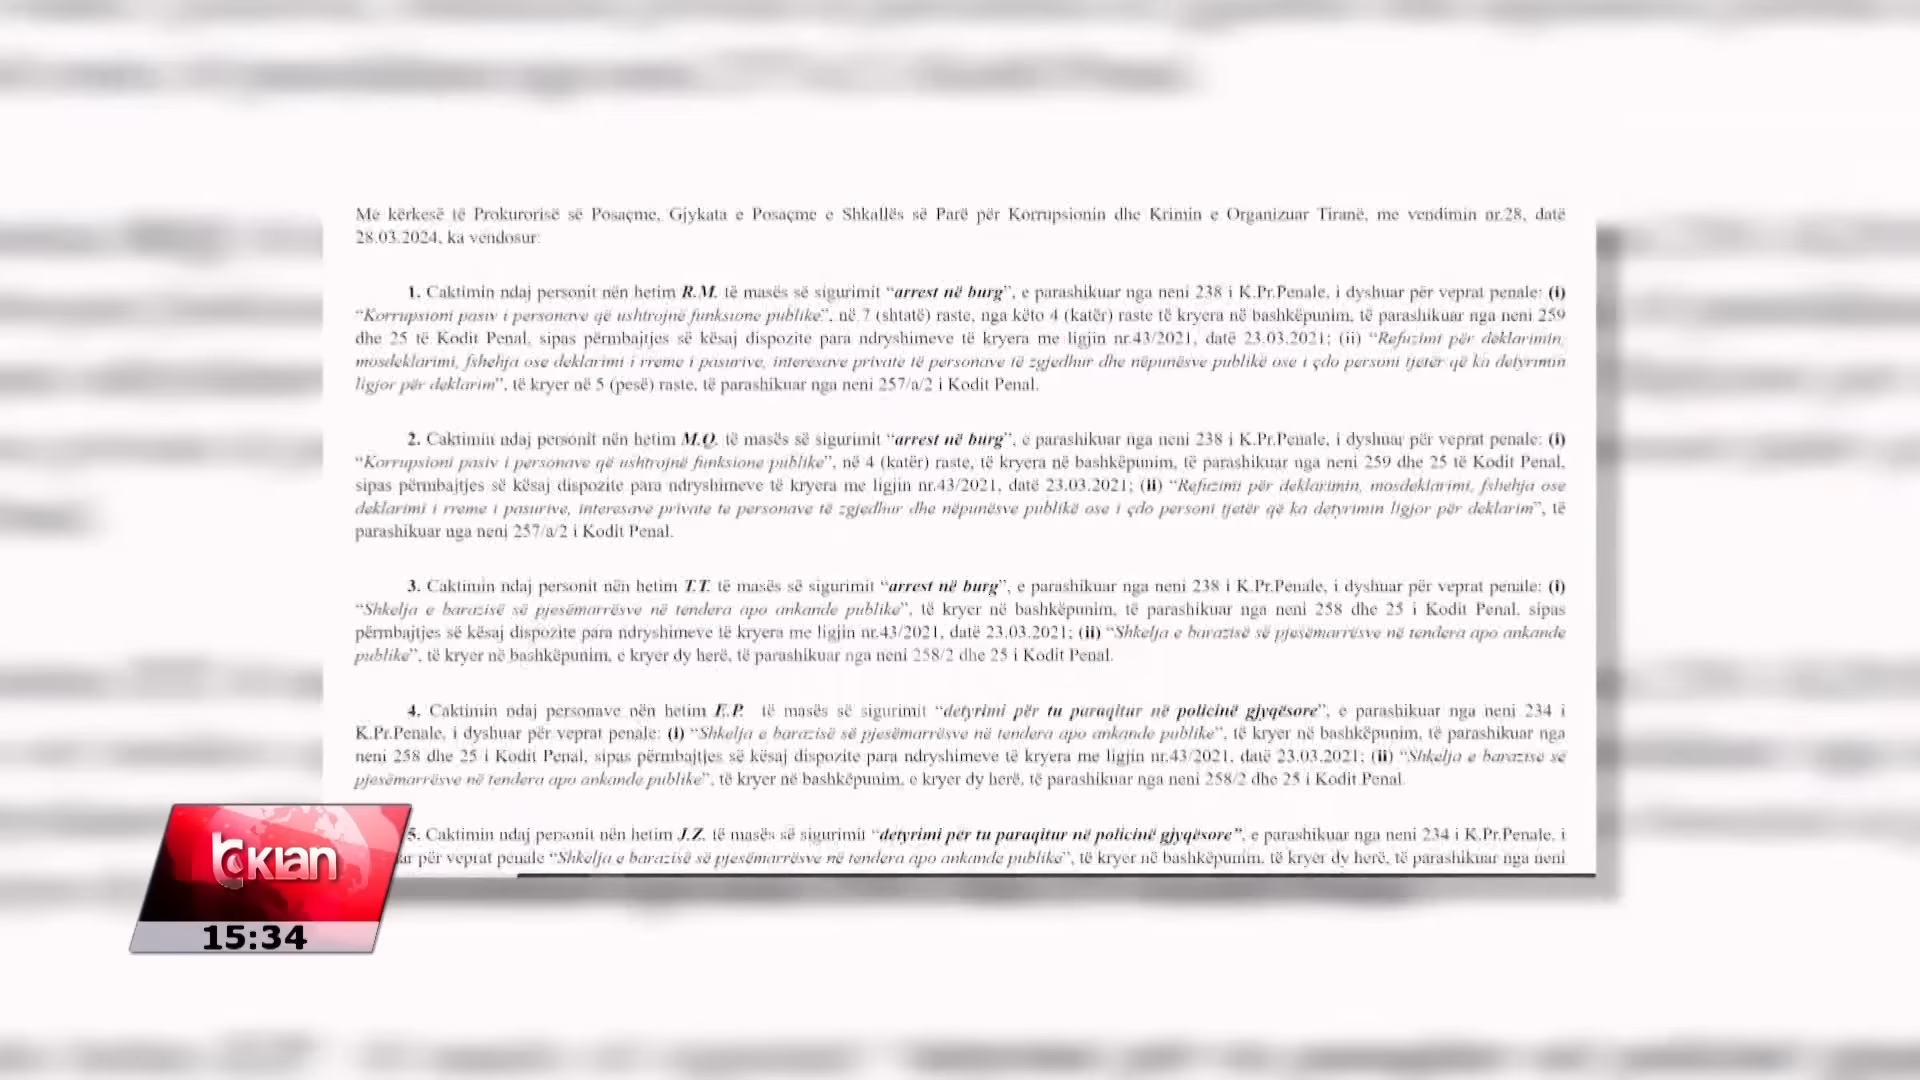 Me kërkesë të Prokurorisë së Posaçme, Gjykata e Posaçme e Shkallës së Parë për Korrupsionin dhe Krimin e Organizuar Tiranë, me vendimin nr.28, datë
28.03.2024, ka vendosur:
1. Caktimin ndaj personit nën hetim R.M. të masës së sigurimit “arrest në burg”, e parashikuar nga neni 238 i K.Pr.Penale, i dyshuar për veprat penale: (i)
“Korrupsioni pasiv i personave që ushtrojnë funksione publike”, në 7 (shtatë) raste, nga këto 4 (katër) raste të kryera në bashkëpunim, të parashikuar nga neni 259
dhe 25 të Kodit Penal, sipas përmbajtjes së kësaj dispozite para ndryshimeve të kryera me ligjin nr.43/2021, datë 23.03.2021; (ii) “Refuzimi për deklarimin,
mosdeklarimi, fshehja ose deklarimi i rreme i pasurive, interesave private të personave të zgjedhur dhe nëpunësve publikë ose i çdo personi tjetër që ka detyrimin
ligjor për deklarim”, të kryer në 5 (pesë) raste, të parashikuar nga neni 257/a/2 i Kodit Penal.
2. Caktimin ndaj personit nën hetim M.Q. të masës së sigurimit “arrest në burg”, e parashikuar nga neni 238 i K.Pr.Penale, i dyshuar për veprat penale: (i)
“Korrupsioni pasiv i personave që ushtrojnë funksione publike”, në 4 (katër) raste, të kryera në bashkëpunim, të parashikuar nga neni 259 dhe 25 të Kodit Penal,
sipas përmbajtjes së kësaj dispozite para ndryshimeve të kryera me ligjin nr.43/2021, datë 23.03.2021; (ii) “Refuzimi për deklarimin, mosdeklarimi, fshehja ose
deklarimi i rreme i pasurive, interesave private te personave të zgjedhur dhe nëpunësve publikë ose i çdo personi tjetër që ka detyrimin ligjor për deklarim”, të
parashikuar nga neni 257/a/2 i Kodit Penal.
3. Caktimin ndaj personit nën hetim T.T. të masës së sigurimit “arrest në burg”, e parashikuar nga neni 238 i K.Pr.Penale, i dyshuar për veprat penale: (i)
“Shkelja e barazisë së pjesëmarrësve në tendera apo ankande publike”, të kryer në bashkëpunim, të parashikuar nga neni 258 dhe 25 i Kodit Penal, sipas
përmbajtjes së kësaj dispozite para ndryshimeve të kryera me ligjin nr.43/2021, datë 23.03.2021; (ii) “Shkelja e barazisë së pjesëmarrësve në tendera apo ankande
publike”, të kryer në bashkëpunim, e kryer dy herë, të parashikuar nga neni 258/2 dhe 25 i Kodit Penal.
4. Caktimin ndaj personave nën hetim E.P. të masës së sigurimit “detyrimi për tu paraqitur në policinë gjyqësore”, e parashikuar nga neni 234 i
K.Pr.Penale, i dyshuar për veprat penale: (i) “Shkelja e barazisë së pjesëmarrësve në tendera apo ankande publike”, të kryer në bashkëpunim, të parashikuar nga
neni 258 dhe 25 i Kodit Penal, sipas përmbajtjes së kësaj dispozite para ndryshimeve të kryera me ligjin nr.43/2021, datë 23.03.2021; (ii) “Shkelja e barazisë së
pjesëmarrësve në tendera apo ankande publike”, të kryer në bashkëpunim, e kryer dy herë, të parashikuar nga neni 258/2 dhe 25 i Kodit Penal.
5. Caktimin ndaj personit nën hetim J.Z. të masës së sigurimit “detyrimi për tu paraqitur në policinë gjyqësore”, e parashikuar nga neni 234 i K.Pr.Penale, i
për veprat penale “Shkelja e barazisë së pjesëmarrësve në tendera apo ankande publike”, të kryer në bashkëpunim, të kryer dy herë, të parashikuar nga neni
tv klan
15:34